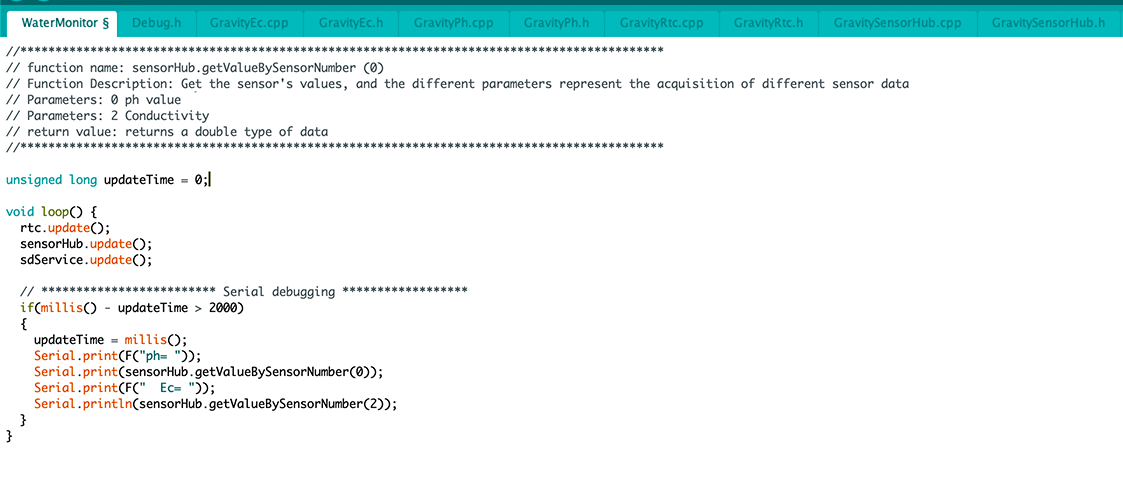 WaterMonitor § Debug.h GravityEc.cpp GravityEc.h GravityPh.cpp GravityPh.h GravityRtc.cpp GravityRtc.h GravitySensorHub.cpp GravitySensorHub.h
//********************************************************************************************
// function name: sensorHub.getValueBySensorNumber (0)
// Function Description: Get the sensor's values, and the different parameters represent the acquisition of different sensor data
// Parameters: 0 ph value
// Parameters: 2 Conductivity
// return value: returns a double type of data
//********************************************************************************************
unsigned long updateTime = 0;
void loop() {
rtc.update();
sensorHub.update();
sdService.update();
// ************************* Serial debugging ******************
if(millis() - updateTime > 2000)
{
updateTime = millis();
Serial.print(F("ph= "));
Serial.print(sensorHub.getValueBySensorNumber(0));
Serial.print(F("  Ec= "));
Serial.println(sensorHub.getValueBySensorNumber(2));
}
}